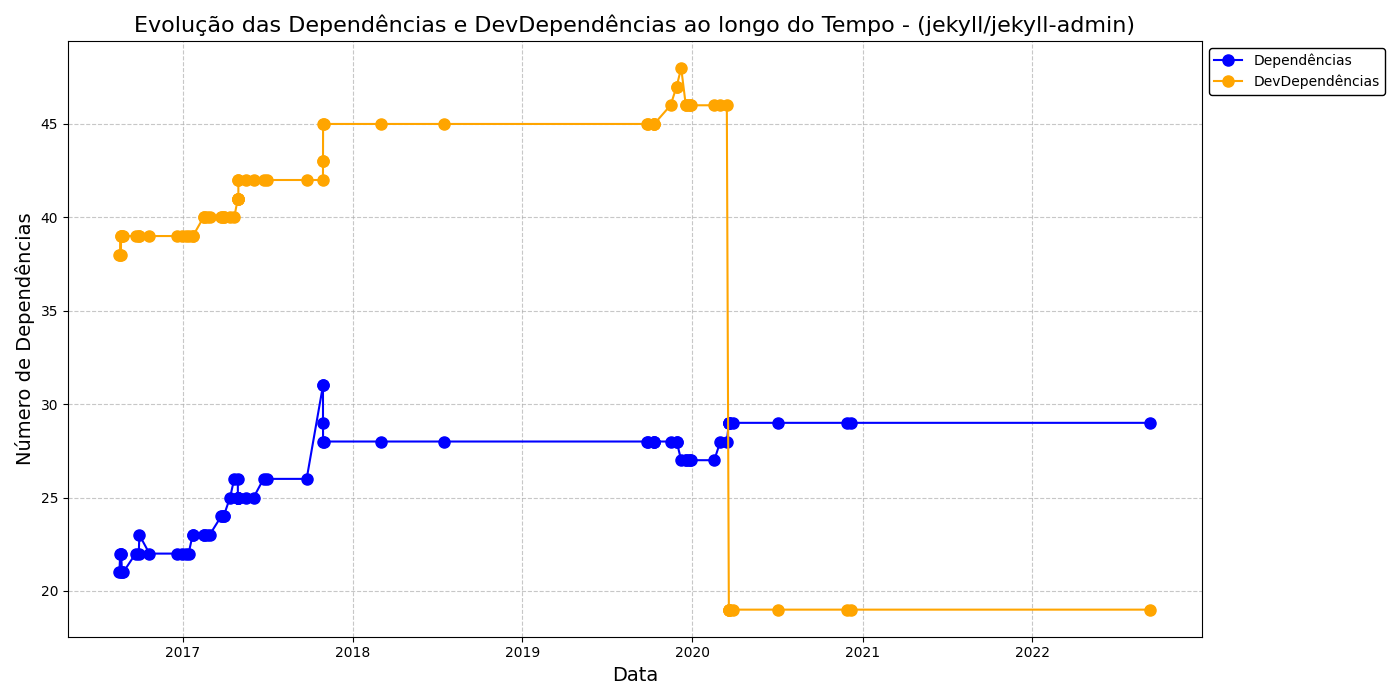 Evolução das Dependências e DevDependências ao longo do Tempo - (jekyll/jekyll-admin)
Dependências
DevDependências
Número de Dependências
45
40
35
30
25
20
2017
2018
2019
2020
2021
2022
Data